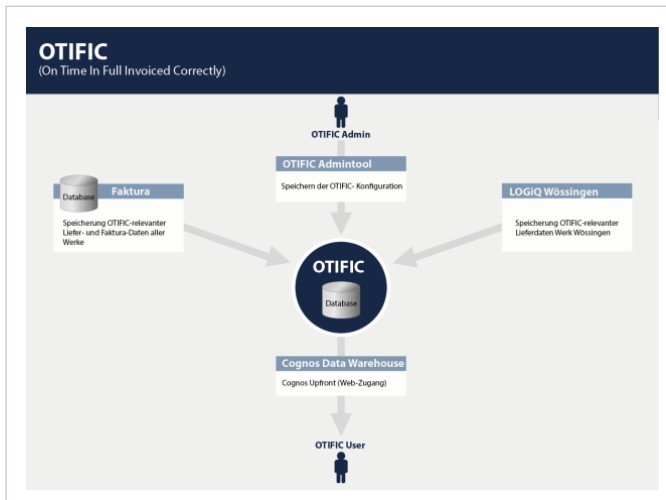 OTIFIC
(On Time In Full Invoiced Correctly)
OTIFIC Admin
OTIFIC Admintool
Speichern der OTIFIC- Konfiguration
Database
Faktura
Speicherung OTIFIC-relevanter
Liefer- und Faktura-Daten aller
Werke
LOGiQ Wössingen
Speicherung OTIFIC-relevanter
Lieferdaten Werk Wössingen
OTIFIC
Database
Cognos Data Warehouse
Cognos Upfront (Web-Zugang)
OTIFIC User